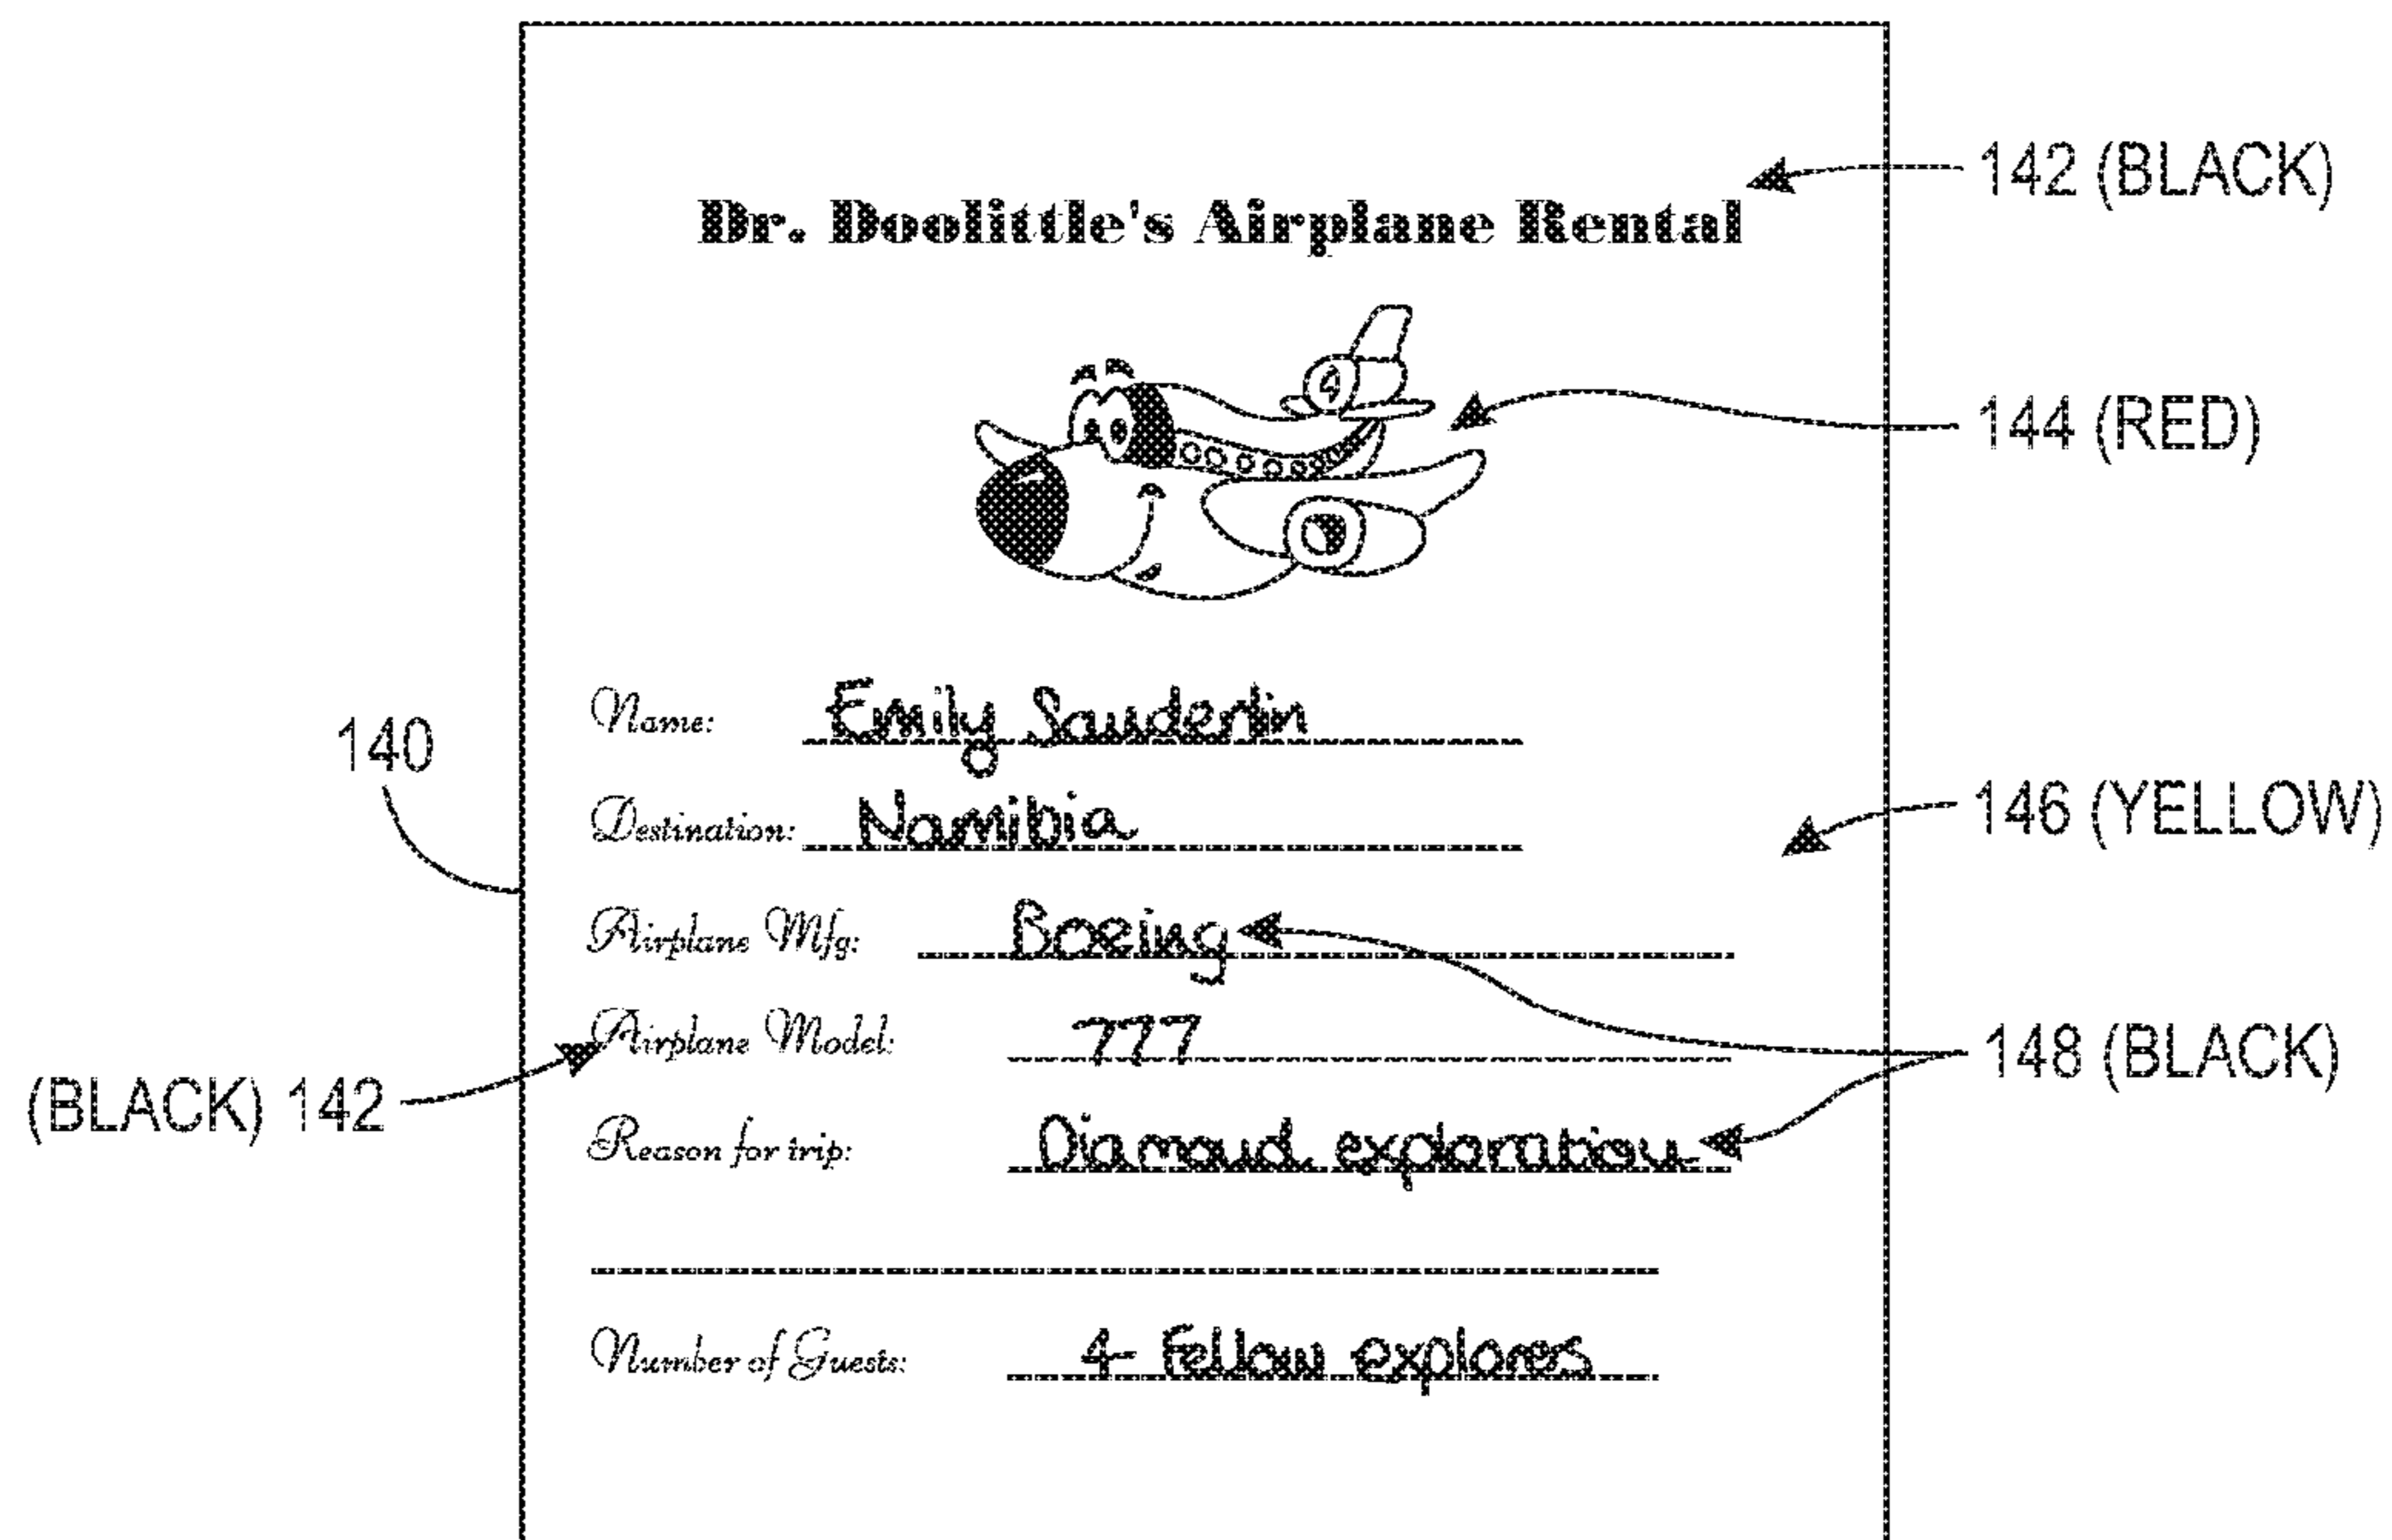 142 (BLACK)
Dr. Doolittle's Airplane Rental
4
144 (RED)
Name: Emily
140
Destination: Namibia
146 (YELLOW)
Airplane Mfg: Boeing
Airplane Model: 777
148 (BLACK)
(BLACK) 142
Reason for trip: Diamond exploration
Number of Guests: 4 Fellow explores